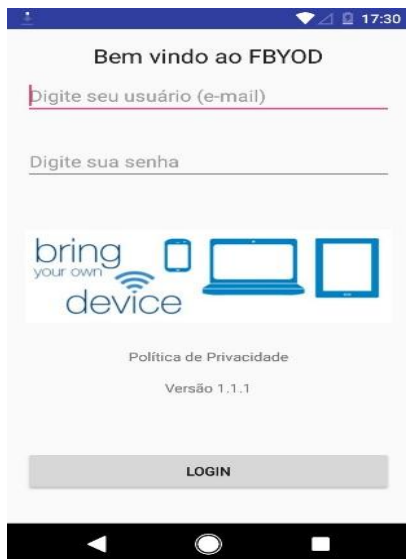 17:30
Bem vindo ao FBYOD
Digite seu usuário (e-mail)
Digite sua senha
bring
your own
device
Política de Privacidade
Versão 1.1.1
LOGIN